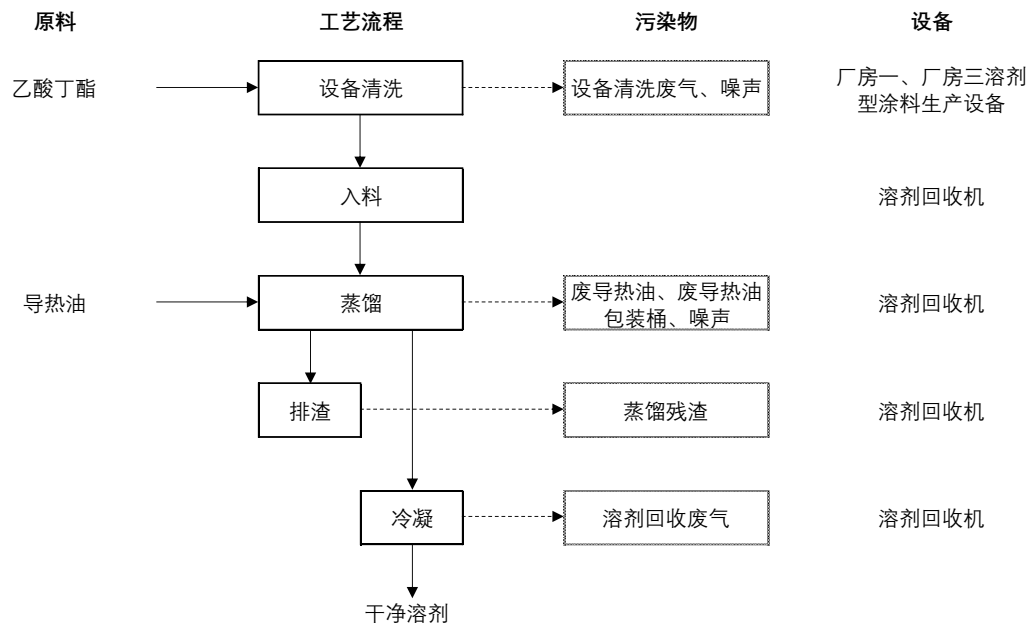 原料
工艺流程
污染物
设备
乙酸丁酯
设备清洗
设备清洗废气、噪声
厂房一、厂房三溶剂
型涂料生产设备
入料
溶剂回收机
导热油
蒸馏
废导热油、废导热油
包装桶、噪声
溶剂回收机
排渣
蒸馏残渣
溶剂回收机
冷凝
溶剂回收废气
溶剂回收机
干净溶剂